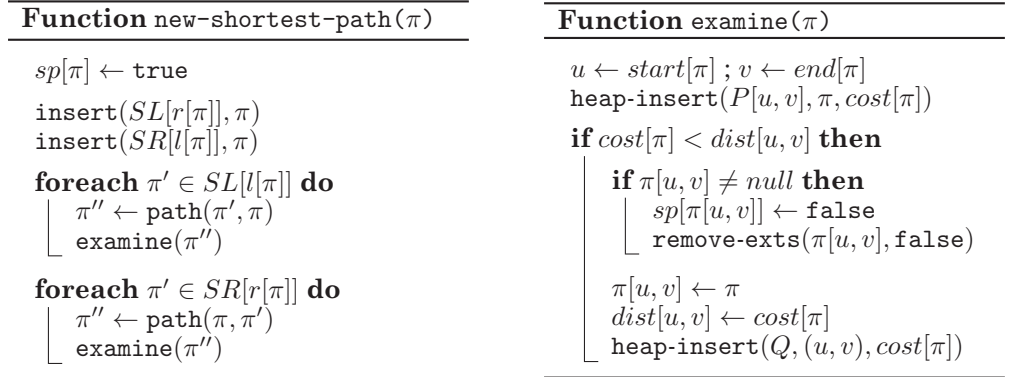 Function new-shortest-path(π)
sp[π] ← true
insert(SL[r[π]], π)
insert(SR[l[π]], π)
foreach π′ ∈ SL[l[π]] do
π′′ ← path(π′, π)
examine(π′′)
foreach π′ ∈ SR[r[π]] do
π′′ ← path(π, π′)
examine(π′′)
Function examine(π)
u ← start[π] ; v ← end[π]
heap-insert(P[u, v], π, cost[π])
if cost[π] < dist[u, v] then
if π[u, v] ≠ null then
sp[π[u, v]] ← false
remove-exts(π[u, v], false)
π[u, v] ← π
dist[u, v] ← cost[π]
heap-insert(Q, (u, v), cost[π])